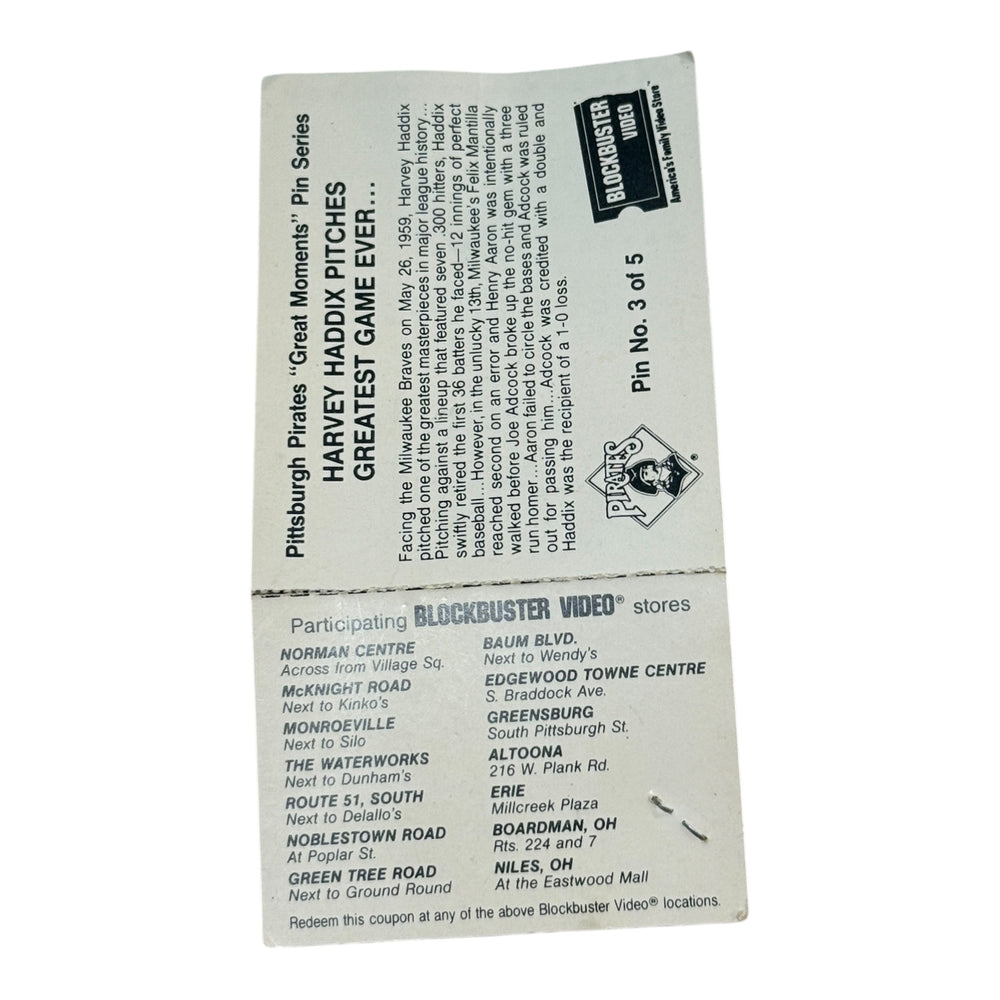 Pittsburgh Pirates "Great Moments" Pin Series
HARVEY HADDIX PITCHES
GREATEST GAME EVER...
Facing the Milwaukee Braves on May 26, 1959, Harvey Haddix
pitched one of the greatest masterpieces in major league history...
Pitching against a lineup that featured seven .300 hitters, Haddix
swiftly retired the first 36 batters he faced—12 innings of perfect
baseball...However, in the unlucky 13th, Milwaukee's Felix Mantilla
reached second on an error and Henry Aaron was intentionally
walked before Joe Adcock broke up the no-hit gem with a three
run homer...Aaron failed to circle the bases and Adcock was ruled
out for passing him...Adcock was credited with a double and
Haddix was the recipient of a 1-0 loss.
PIRATES®
Pin No. 3 of 5
BLOCKBUSTER
VIDEO
America's Family Video Store™
Participating BLOCKBUSTER VIDEO® stores
NORMAN CENTRE
Across from Village Sq.
McKNIGHT ROAD
Next to Kinko's
MONROEVILLE
Next to Silo
THE WATERWORKS
Next to Dunham's
ROUTE 51, SOUTH
Next to Delallo's
NOBLESTOWN ROAD
At Poplar St.
GREEN TREE ROAD
Next to Ground Round
BAUM BLVD.
Next to Wendy's
EDGEWOOD TOWNE CENTRE
S. Braddock Ave.
GREENSBURG
South Pittsburgh St.
ALTOONA
216 W. Plank Rd.
ERIE
Millcreek Plaza
BOARDMAN, OH
Rts. 224 and 7
NILES, OH
At the Eastwood Mall
Redeem this coupon at any of the above Blockbuster Video® locations.